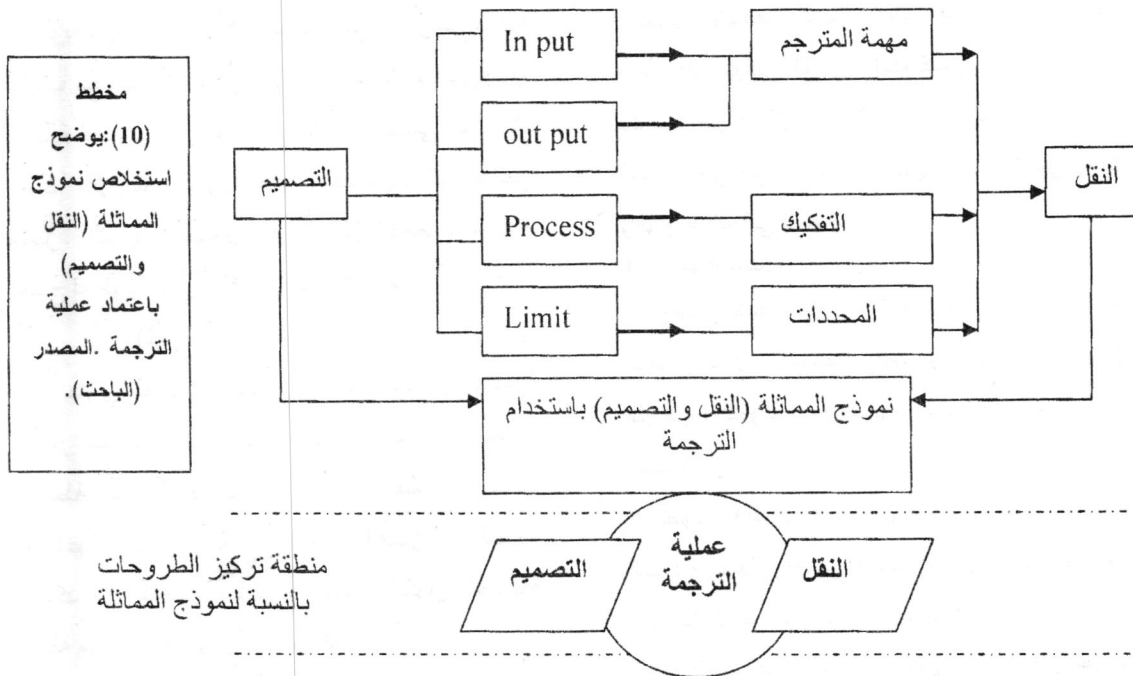 In put
مهمة المترجم
مخطط
(10):يوضح
استخلاص نموذج
المماثلة (النقل
والتصميم)
باعتماد عملية
الترجمة .المصدر
(الباحث).
out put
التصميم
النقل
Process
التفكيك
Limit
المحددات
نموذج المماثلة (النقل والتصميم) باستخدام
الترجمة
عملية
الترجمة
التصميم
النقل
منطقة تركيز الطروحات
بالنسبة لنموذج المماثلة